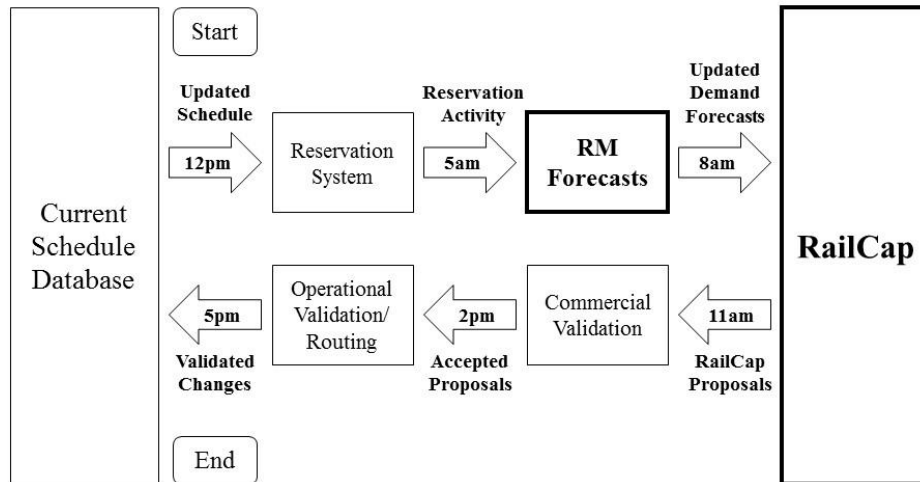 Start
Updated
Schedule
12pm
Reservation
System
Reservation
Activity
5am
RM
Forecasts
Updated
Demand
Forecasts
8am
Current
Schedule
Database
RailCap
5pm
Validated
Changes
Operational
Validation/
Routing
2pm
Accepted
Proposals
Commercial
Validation
11am
RailCap
Proposals
End